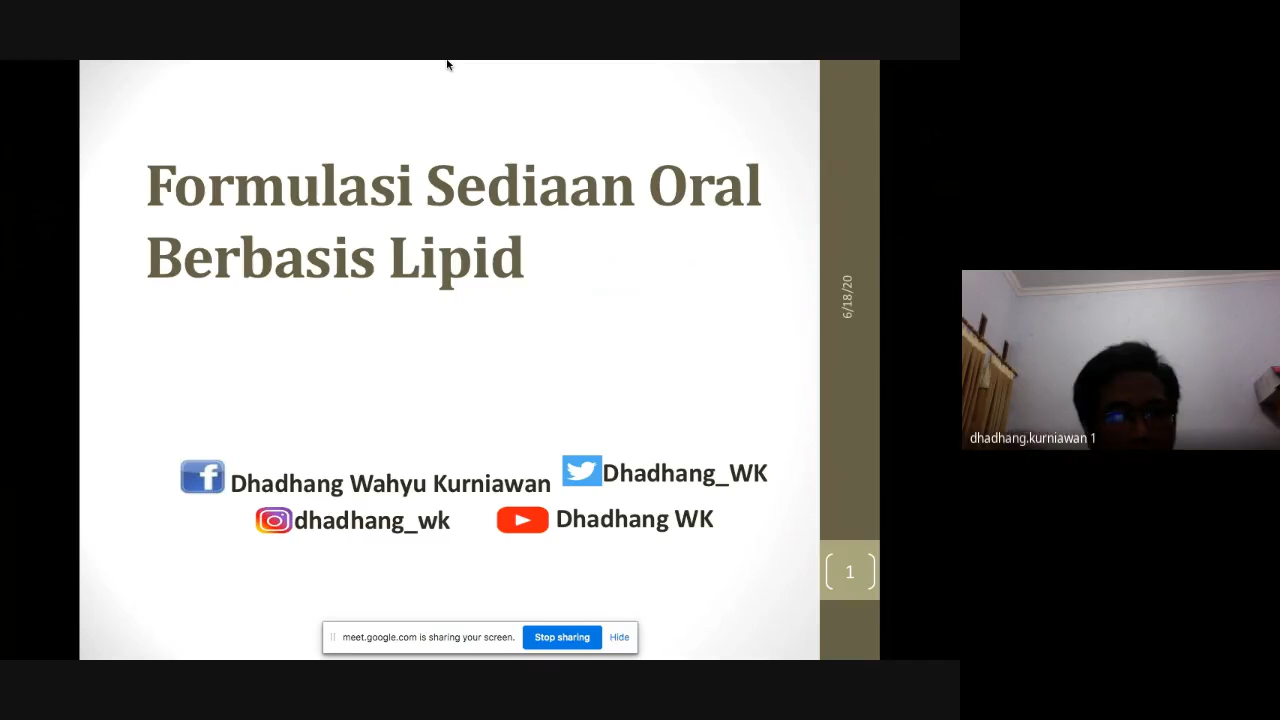 Formulasi Sediaan Oral
Berbasis Lipid
6/18/20
Dhadhang Wahyu Kurniawan
Dhadhang_WK
dhadhang_wk
Dhadhang WK
1
meet.google.com is sharing your screen.
Stop sharing
Hide
dhadhang.kurniawan 1